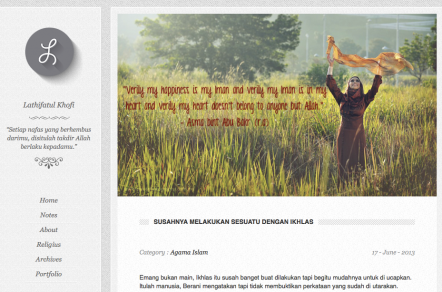 Lathifatul Khofi
"Setiap nafas yang berhembus
darimu, disitulah takdir Allah
berlaku kepadamu."
Home
Notes
About
Religius
Archives
Portfolio
"Verily my happiness is my iman and verily my iman is in my
heart and verily my heart doesn't belong to anyone but Allah".
- Asma bint Abu Bakr (r.a)
SUSAHNYA MELAKUKAN SESUATU DENGAN IKHLAS
Category : Agama Islam
17 - June - 2013
Emang bukan main, ikhlas itu susah banget buat dilakukan tapi begitu mudahnya untuk di ucapkan.
Itulah manusia, Berani mengatakan tapi tidak membuktikan perkataan yang sudah di utarakan.